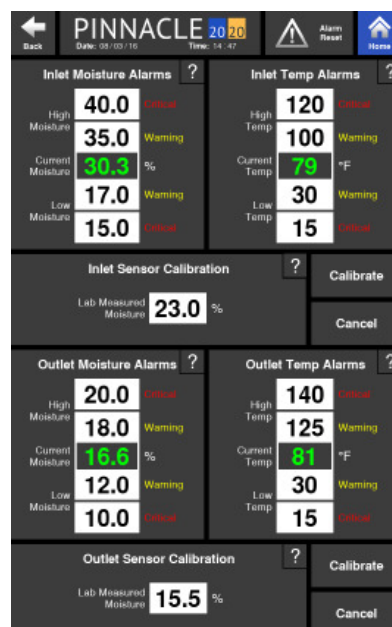 PINNACLE 20 20
Back
Date: 08/03/16 Time: 14:47
Alarm Reset
Home
Inlet Moisture Alarms ?
High Moisture
40.0 Critical
35.0 Warning
Current Moisture 30.3 %
Low Moisture
17.0 Warning
15.0 Critical
Inlet Temp Alarms ?
High Temp
120 Critical
100 Warning
Current Temp 79 °F
Low Temp
30 Warning
15 Critical
Inlet Sensor Calibration ?
Lab Measured Moisture 23.0 %
Calibrate
Cancel
Outlet Moisture Alarms ?
High Moisture
20.0 Critical
18.0 Warning
Current Moisture 16.6 %
Low Moisture
12.0 Warning
10.0 Critical
Outlet Temp Alarms ?
High Temp
140 Critical
125 Warning
Current Temp 81 °F
Low Temp
30 Warning
15 Critical
Outlet Sensor Calibration ?
Lab Measured Moisture 15.5 %
Calibrate
Cancel